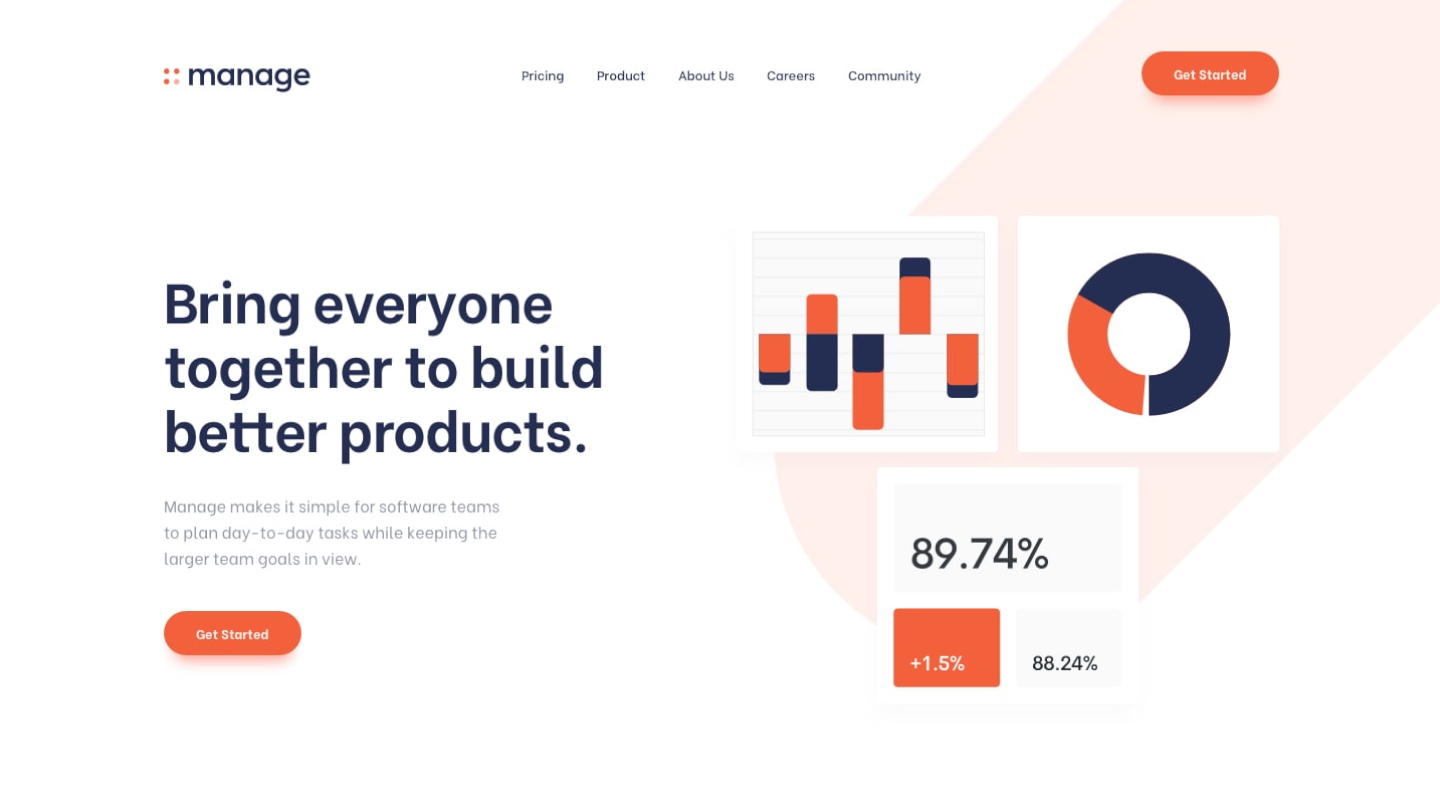 manage
Pricing
Product
About Us
Careers
Community
Get Started
Bring everyone
together to build
better products.
Manage makes it simple for software teams
to plan day-to-day tasks while keeping the
larger team goals in view.
Get Started
89.74%
+1.5%
88.24%